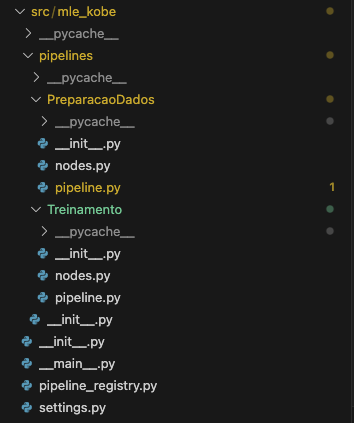 src/mle_kobe
__pycache__
pipelines
__pycache__
PreparacaoDados
__pycache__
__init__.py
nodes.py
pipeline.py 1
Treinamento
__pycache__
__init__.py
nodes.py
pipeline.py
__init__.py
__init__.py
__main__.py
pipeline_registry.py
settings.py